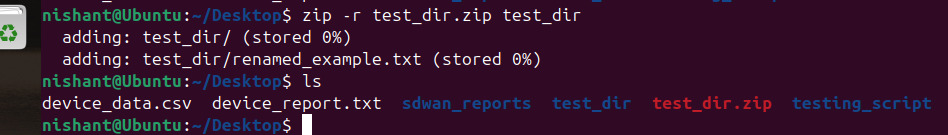 nishant@Ubuntu:~/Desktop$ zip -r test_dir.zip test_dir
  adding: test_dir/ (stored 0%)
  adding: test_dir/renamed_example.txt (stored 0%)
nishant@Ubuntu:~/Desktop$ ls
device_data.csv  device_report.txt  sdwan_reports  test_dir  test_dir.zip  testing_script
nishant@Ubuntu:~/Desktop$